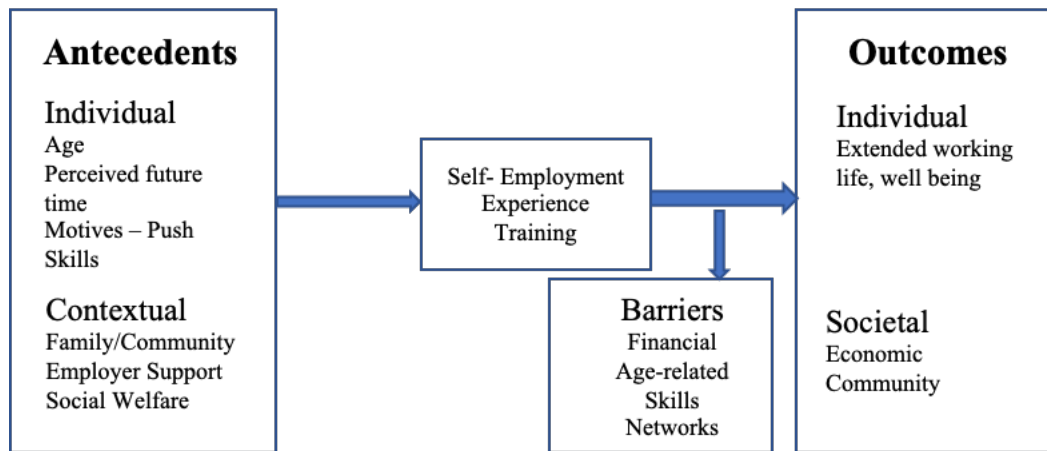 Antecedents
Individual
Age
Perceived future
time
Motives – Push
Skills
Contextual
Family/Community
Employer Support
Social Welfare
Self- Employment
Experience
Training
Barriers
Financial
Age-related
Skills
Networks
Outcomes
Individual
Extended working
life, well being
Societal
Economic
Community